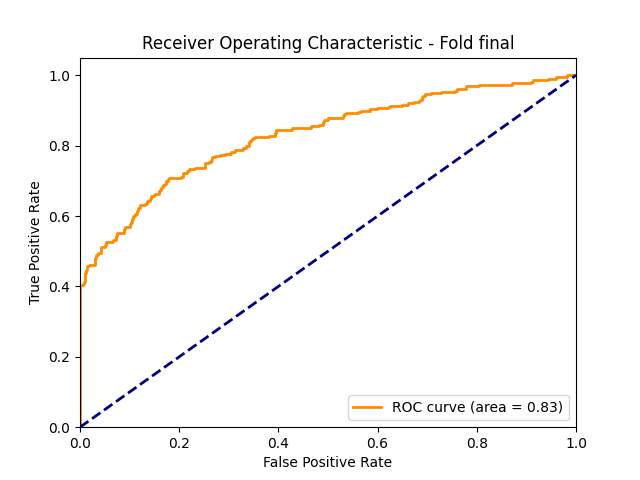 Receiver Operating Characteristic - Fold final
1.0
0.8
0.6
0.4
0.2
0.0
True Positive Rate
ROC curve (area = 0.83)
0.0 0.2 0.4 0.6 0.8 1.0
False Positive Rate